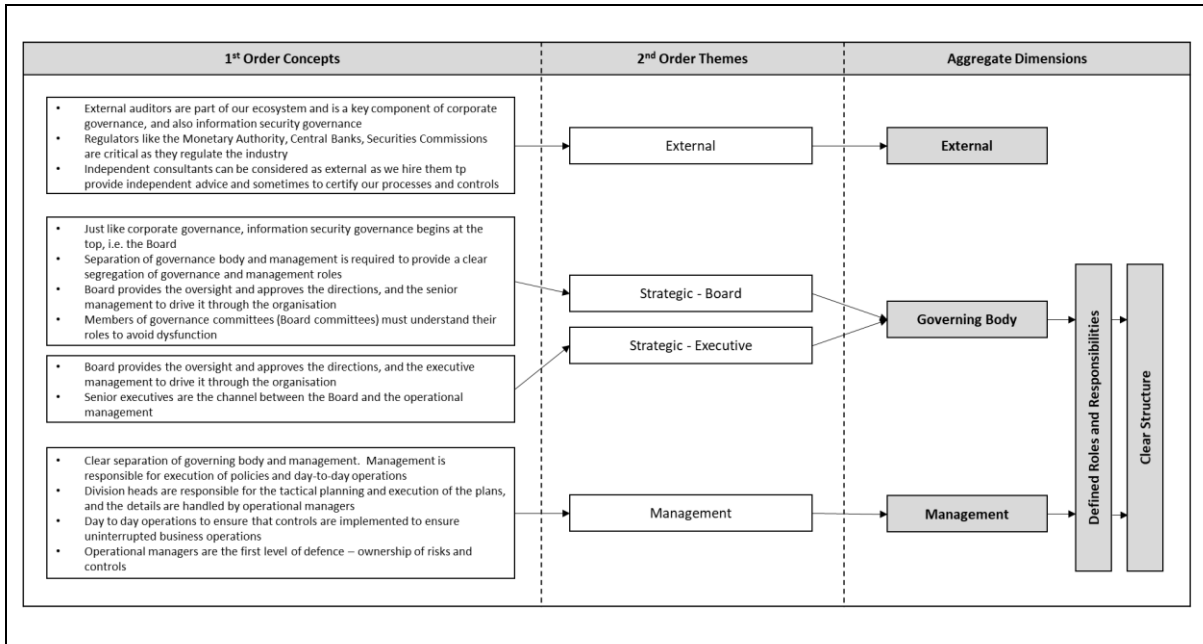 1st Order Concepts
2nd Order Themes
Aggregate Dimensions
• External auditors are part of our ecosystem and is a key component of corporate
governance, and also information security governance
• Regulators like the Monetary Authority, Central Banks, Securities Commissions
are critical as they regulate the industry
• Independent consultants can be considered as external as we hire them tp
provide independent advice and sometimes to certify our processes and controls
External
External
• Just like corporate governance, information security governance begins at the
top, i.e. the Board
• Separation of governance body and management is required to provide a clear
segregation of governance and management roles
• Board provides the oversight and approves the directions, and the senior
management to drive it through the organisation
• Members of governance committees (Board committees) must understand their
roles to avoid dysfunction
Strategic - Board
• Board provides the oversight and approves the directions, and the executive
management to drive it through the organisation
• Senior executives are the channel between the Board and the operational
management
Strategic - Executive
Governing Body
• Clear separation of governing body and management. Management is
responsible for execution of policies and day-to-day operations
• Division heads are responsible for the tactical planning and execution of the plans,
and the details are handled by operational managers
• Day to day operations to ensure that controls are implemented to ensure
uninterrupted business operations
• Operational managers are the first level of defence – ownership of risks and
controls
Management
Management
Defined Roles and Responsibilities
Clear Structure